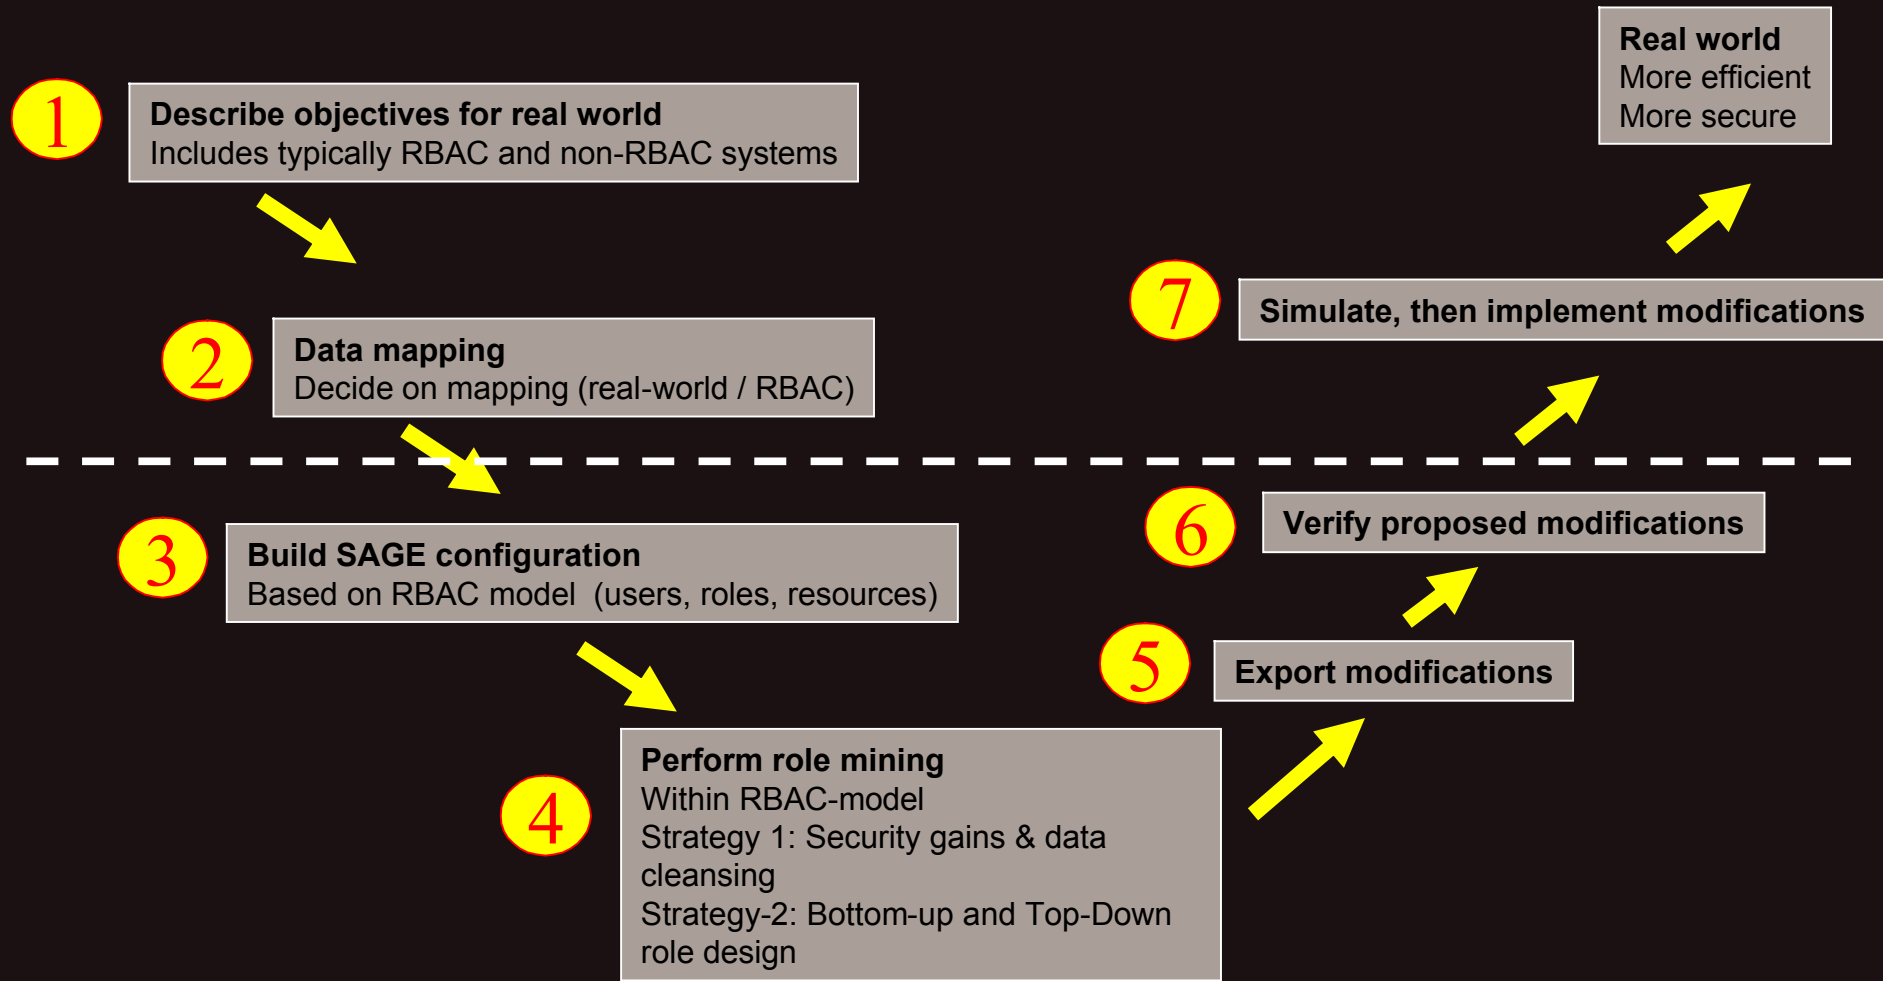 1
Describe objectives for real world
Includes typically RBAC and non-RBAC systems
2
Data mapping
Decide on mapping (real-world / RBAC)
3
Build SAGE configuration
Based on RBAC model (users, roles, resources)
4
Perform role mining
Within RBAC-model
Strategy 1: Security gains & data
cleansing
Strategy-2: Bottom-up and Top-Down
role design
5
Export modifications
6
Verify proposed modifications
7
Simulate, then implement modifications
Real world
More efficient
More secure